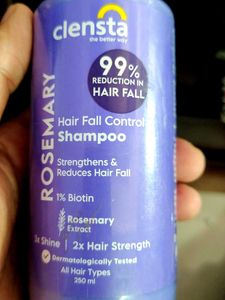 clensta
the better way
99%
REDUCTION IN
HAIR FALL
ROSEMARY
Hair Fall Control
Shampoo
Strengthens &
Reduces Hair Fall
1% Biotin
Rosemary
Extract
Shine | 2x Hair Strength
Dermatologically Tested
All Hair Types
250 ml